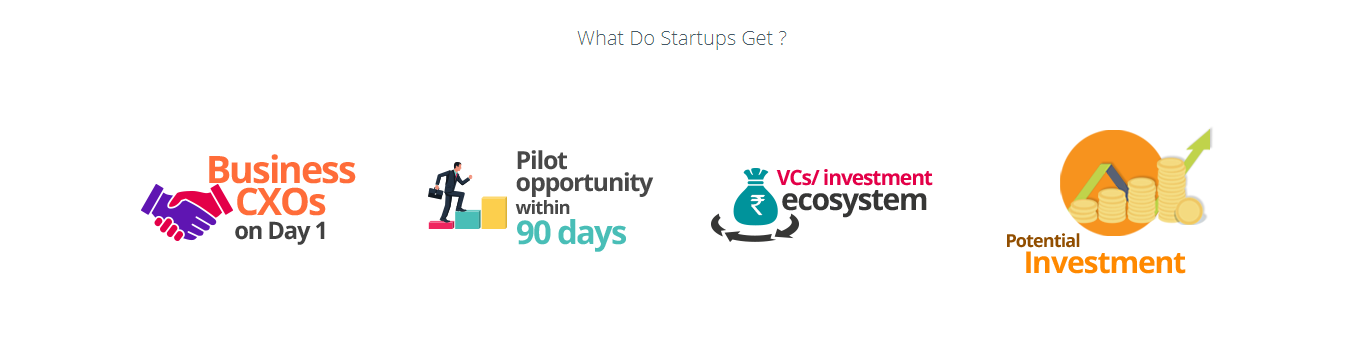 What Do Startups Get ?
Business
CXOs
on Day 1
Pilot
opportunity
within
90 days
₹
VCs/ investment
ecosystem
Potential
Investment